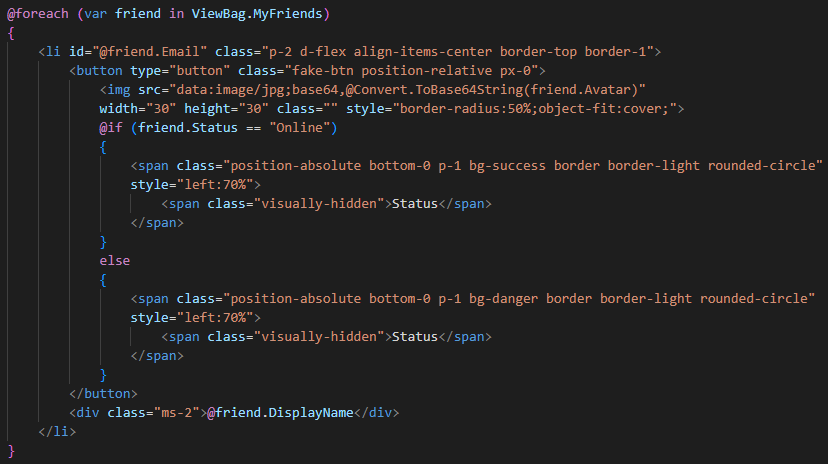 @foreach (var friend in ViewBag.MyFriends)
{
<li id="@friend.Email" class="p-2 d-flex align-items-center border-top border-1">
<button type="button" class="fake-btn position-relative px-0">
<img src="data:image/jpg;base64,@Convert.ToBase64String(friend.Avatar)"
width="30" height="30" class="" style="border-radius:50%;object-fit:cover;">
@if (friend.Status == "Online")
{
<span class="position-absolute bottom-0 p-1 bg-success border border-light rounded-circle"
style="left:70%">
<span class="visually-hidden">Status</span>
</span>
}
else
{
<span class="position-absolute bottom-0 p-1 bg-danger border border-light rounded-circle"
style="left:70%">
<span class="visually-hidden">Status</span>
</span>
}
</button>
<div class="ms-2">@friend.DisplayName</div>
</li>
}